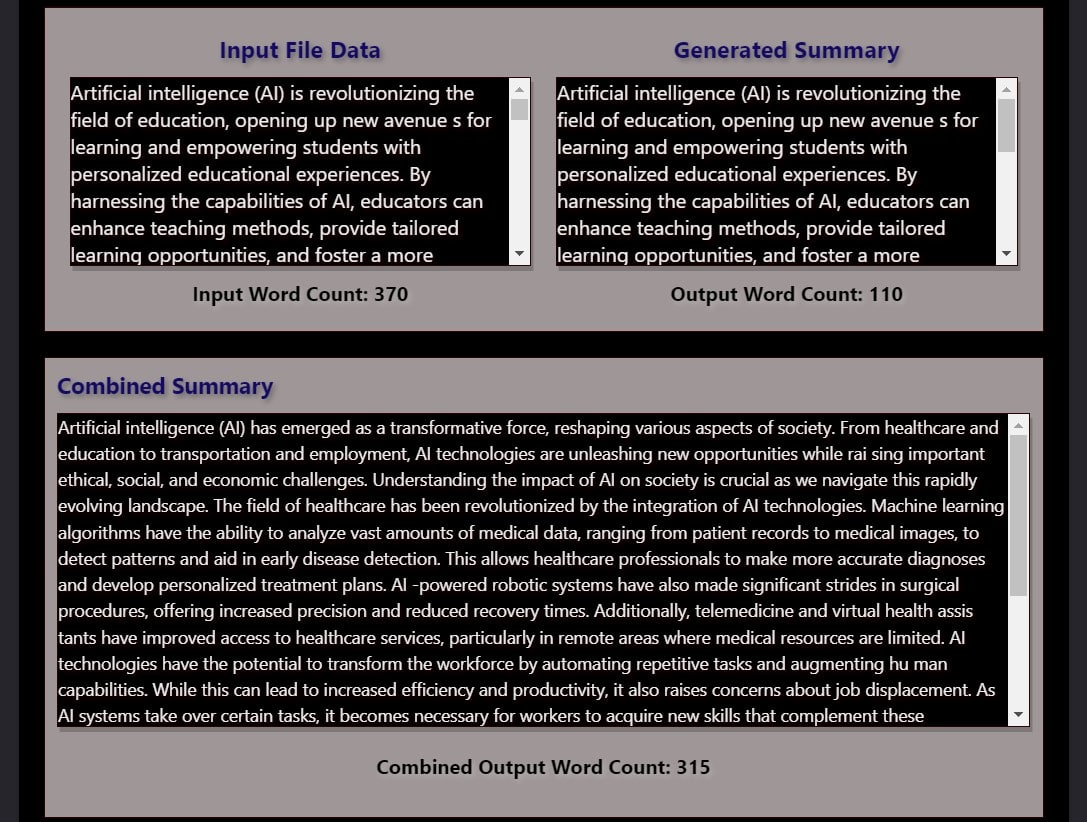 Input File Data
Artificial intelligence (AI) is revolutionizing the
field of education, opening up new avenue s for
learning and empowering students with
personalized educational experiences. By
harnessing the capabilities of AI, educators can
enhance teaching methods, provide tailored
learning opportunities, and foster a more
Input Word Count: 370
Generated Summary
Artificial intelligence (AI) is revolutionizing the
field of education, opening up new avenue s for
learning and empowering students with
personalized educational experiences. By
harnessing the capabilities of AI, educators can
enhance teaching methods, provide tailored
learning opportunities, and foster a more
Output Word Count: 110
Combined Summary
Artificial intelligence (AI) has emerged as a transformative force, reshaping various aspects of society. From healthcare and
education to transportation and employment, AI technologies are unleashing new opportunities while rai sing important
ethical, social, and economic challenges. Understanding the impact of AI on society is crucial as we navigate this rapidly
evolving landscape. The field of healthcare has been revolutionized by the integration of AI technologies. Machine learning
algorithms have the ability to analyze vast amounts of medical data, ranging from patient records to medical images, to
detect patterns and aid in early disease detection. This allows healthcare professionals to make more accurate diagnoses
and develop personalized treatment plans. AI -powered robotic systems have also made significant strides in surgical
procedures, offering increased precision and reduced recovery times. Additionally, telemedicine and virtual health assis
tants have improved access to healthcare services, particularly in remote areas where medical resources are limited. AI
technologies have the potential to transform the workforce by automating repetitive tasks and augmenting hu man
capabilities. While this can lead to increased efficiency and productivity, it also raises concerns about job displacement. As
AI systems take over certain tasks, it becomes necessary for workers to acquire new skills that complement these
Combined Output Word Count: 315